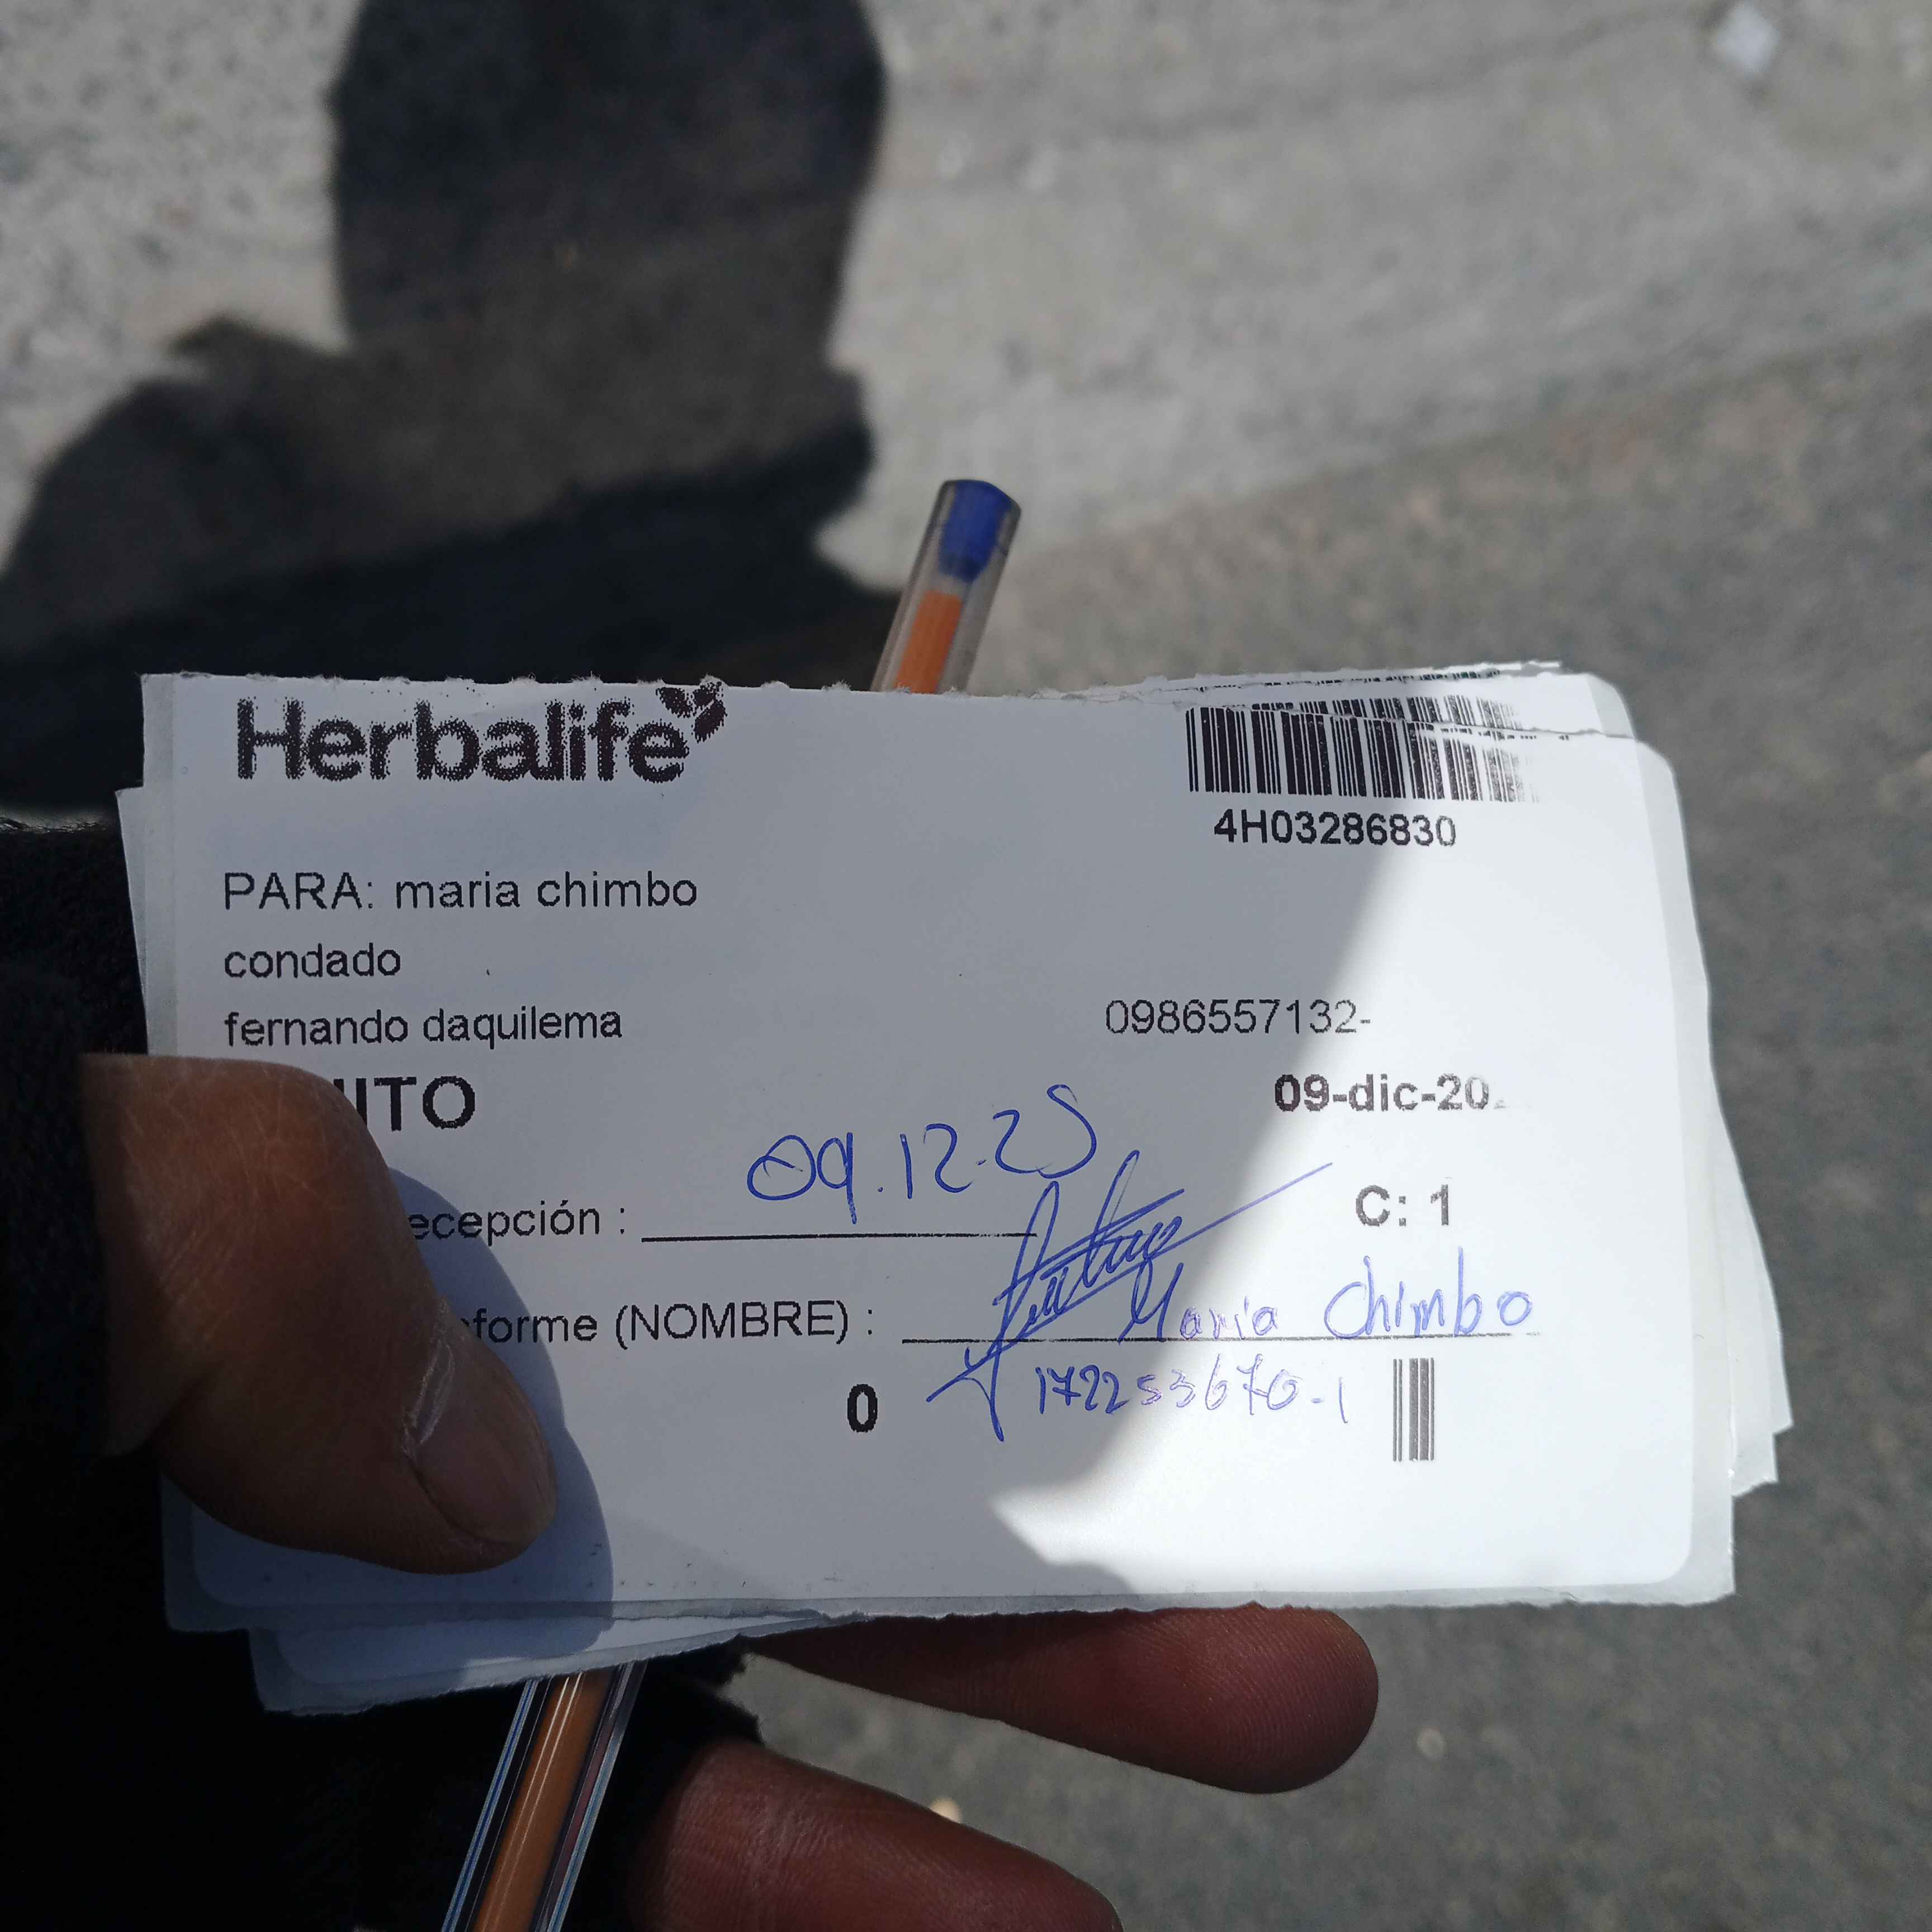 Herbalife
4H03286830
PARA: maria chimbo
condado
fernando daquilema 0986557132-
ITO 09-dic-20
09.12.25
ecepción : C: 1
forme (NOMBRE) : Maria Chimbo
0 172253670-1